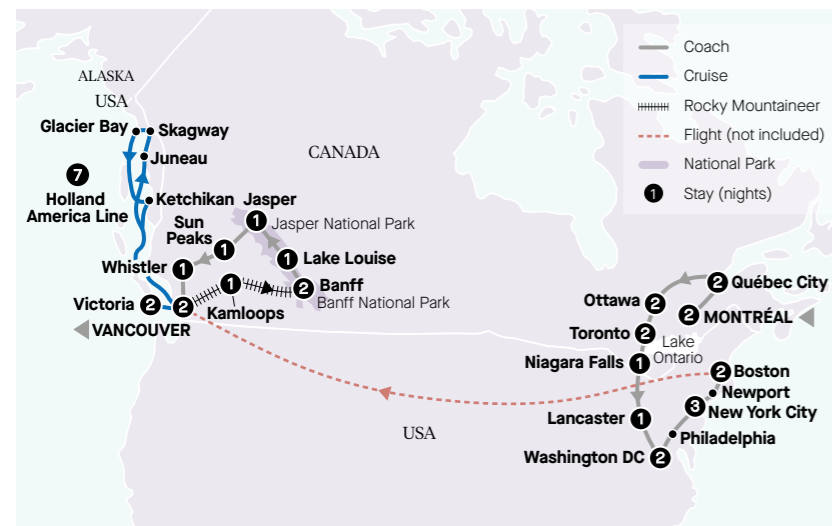 ALASKA
USA
Glacier Bay
Skagway
Juneau
7
Holland
America Line
Ketchikan
CANADA
Jasper
1
Jasper National Park
Sun
Peaks
1
1
Lake Louise
Whistler
1
1
Kamloops
2
Banff
Banff National Park
Victoria
2
2
VANCOUVER
Coach
Cruise
Rocky Mountaineer
Flight (not included)
National Park
1
Stay (nights)
2
Québec City
Ottawa
2
2
MONTRÉAL
Toronto
2
Lake
Ontario
Niagara Falls
1
2
Boston
Newport
3
New York City
Lancaster
1
Philadelphia
Washington DC
2
USA